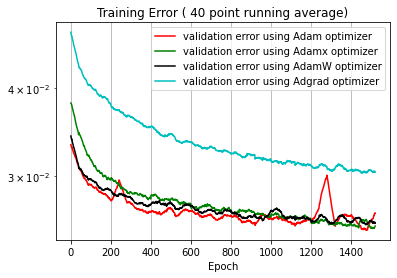 Training Error ( 40 point running average)
validation error using Adam optimizer
validation error using Adamx optimizer
validation error using AdamW optimizer
validation error using Adgrad optimizer
4 × 10⁻²
3 × 10⁻²
0 200 400 600 800 1000 1200 1400
Epoch